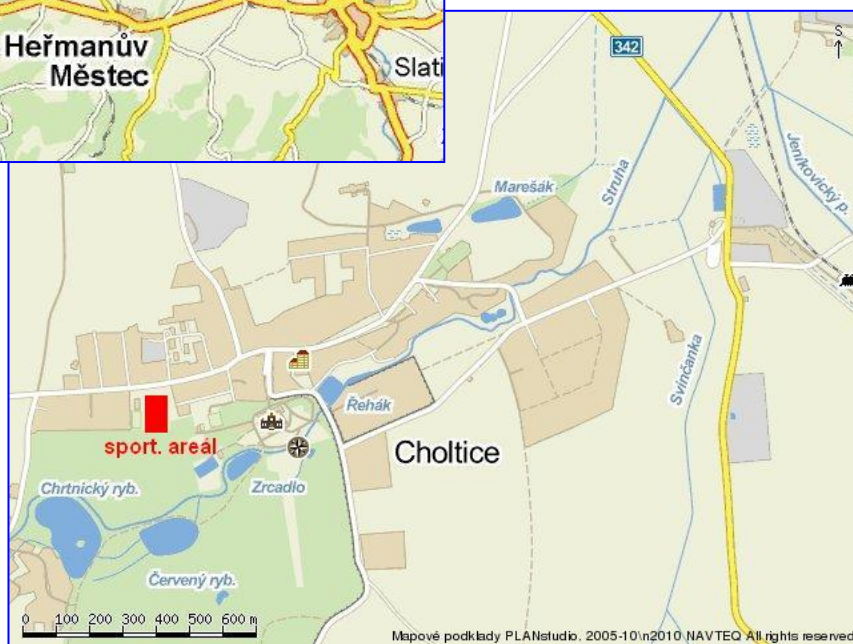 Heřmanův
Městec
Slati
342
S
Marešák
Struha
Jeníkovický p.
Svinčanka
Řehák
sport. areál
Choltice
Chrtnický ryb.
Zrcadlo
Červený ryb.
0 100 200 300 400 500 600 m
Mapové podklady PLANstudio, 2005-10\n2010 NAVTEQ All rights reserved